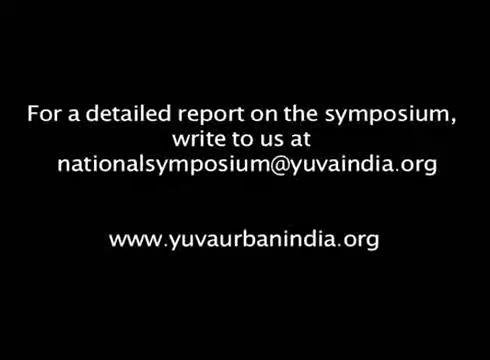 For a detailed report on the symposium,
write to us at
nationalsymposium@yuvaindia.org
www.yuvaurbanindia.org